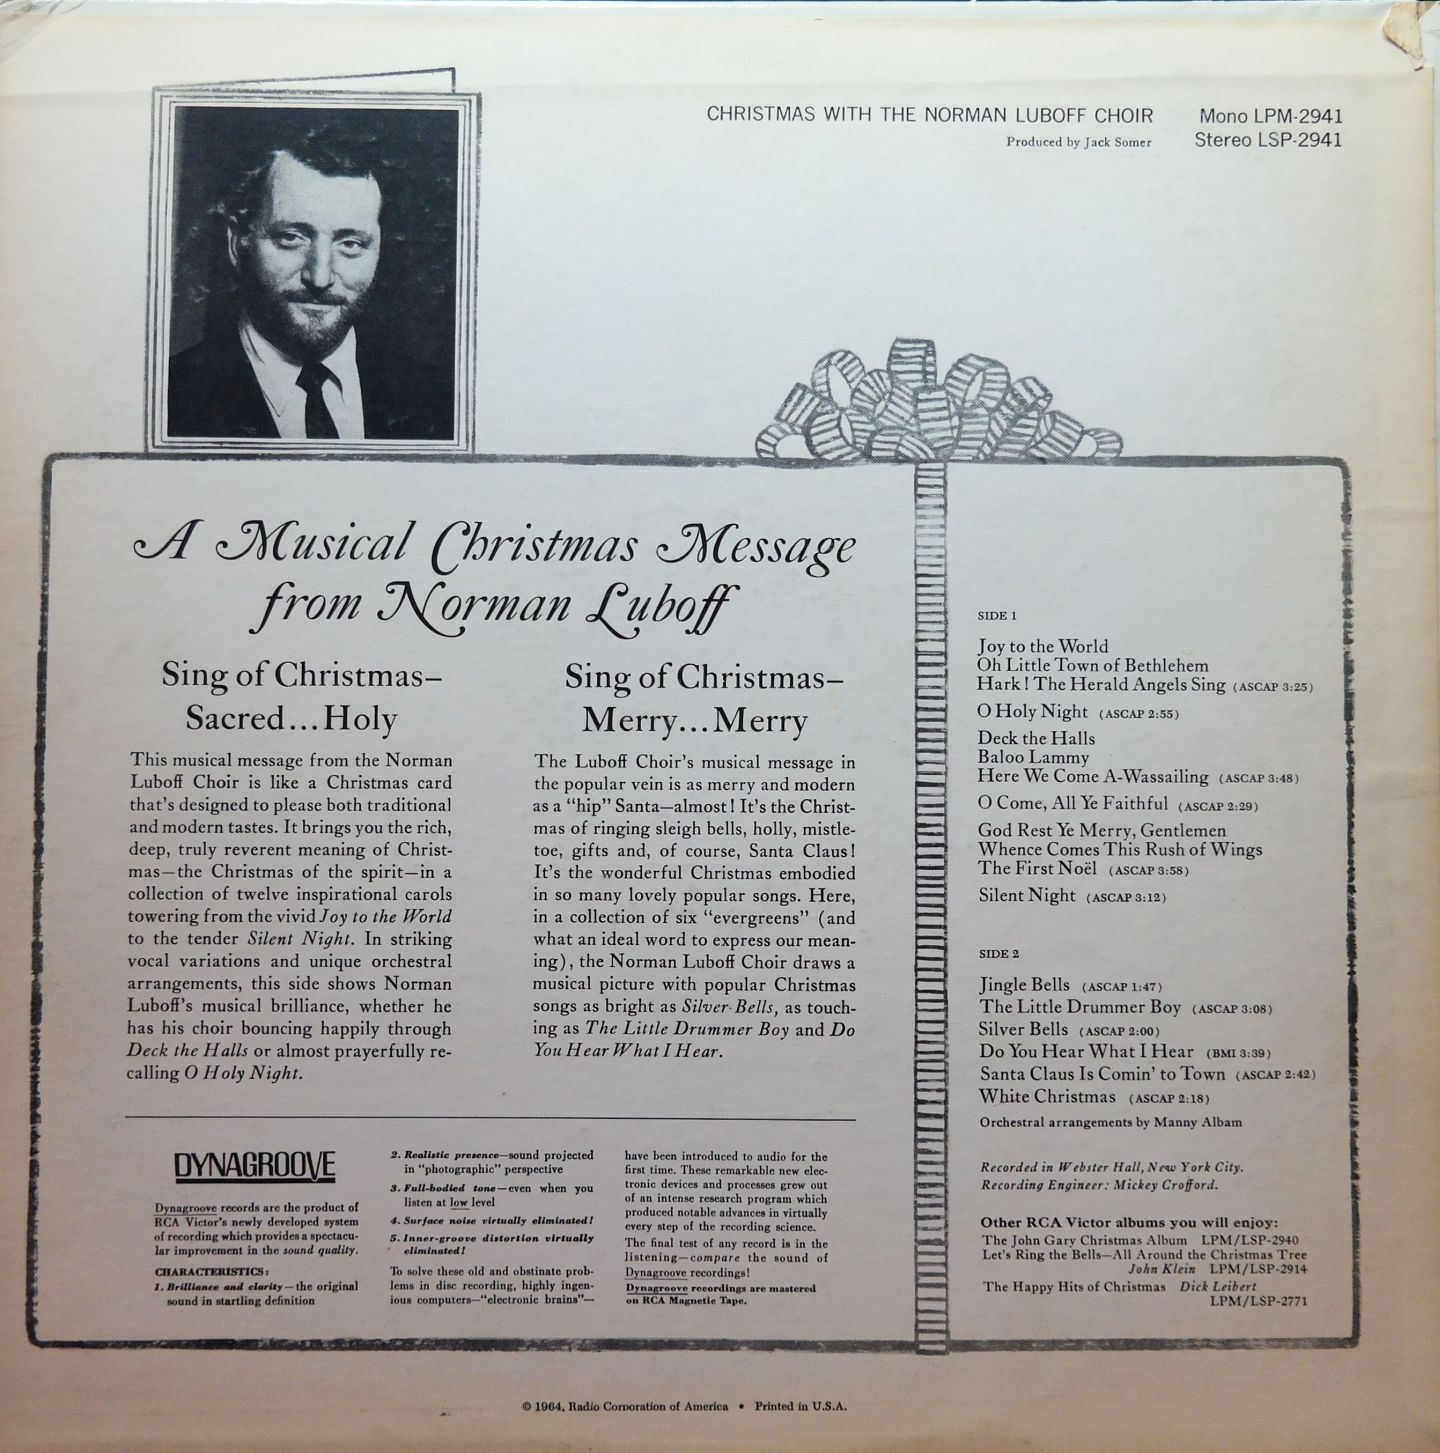 CHRISTMAS WITH THE NORMAN LUBOFF CHOIR Mono LPM-2941
Produced by Jack Somer Stereo LSP-2941
A Musical Christmas Message
from Norman Luboff
Sing of Christmas–
Sacred...Holy
This musical message from the Norman
Luboff Choir is like a Christmas card
that's designed to please both traditional
and modern tastes. It brings you the rich,
deep, truly reverent meaning of Christ-
mas—the Christmas of the spirit—in a
collection of twelve inspirational carols
towering from the vivid Joy to the World
to the tender Silent Night. In striking
vocal variations and unique orchestral
arrangements, this side shows Norman
Luboff's musical brilliance, whether he
has his choir bouncing happily through
Deck the Halls or almost prayerfully re-
calling O Holy Night.
Sing of Christmas–
Merry...Merry
The Luboff Choir's musical message in
the popular vein is as merry and modern
as a "hip" Santa—almost! It's the Christ-
mas of ringing sleigh bells, holly, mistle-
toe, gifts and, of course, Santa Claus!
It's the wonderful Christmas embodied
in so many lovely popular songs. Here,
in a collection of six "evergreens" (and
what an ideal word to express our mean-
ing), the Norman Luboff Choir draws a
musical picture with popular Christmas
songs as bright as Silver Bells, as touch-
ing as The Little Drummer Boy and Do
You Hear What I Hear.
DYNAGROOVE
Dynagroove records are the product of
RCA Victor's newly developed system
of recording which provides a spectacu-
lar improvement in the sound quality.
CHARACTERISTICS:
1. Brilliance and clarity—the original
sound in startling definition
2. Realistic presence—sound projected
in "photographic" perspective
3. Full-bodied tone—even when you
listen at low level
4. Surface noise virtually eliminated!
5. Inner-groove distortion virtually
eliminated!
To solve these old and obstinate prob-
lems in disc recording, highly ingen-
ious computers—"electronic brains"—
have been introduced to audio for the
first time. These remarkable new elec-
tronic devices and processes grew out
of an intense research program which
produced notable advances in virtually
every step of the recording science.
The final test of any record is in the
listening—compare the sound of
Dynagroove recordings!
Dynagroove recordings are mastered
on RCA Magnetic Tape.
SIDE 1
Joy to the World
Oh Little Town of Bethlehem
Hark! The Herald Angels Sing (ASCAP 3:25)
O Holy Night (ASCAP 2:55)
Deck the Halls
Baloo Lammy
Here We Come A-Wassailing (ASCAP 3:48)
O Come, All Ye Faithful (ASCAP 2:29)
God Rest Ye Merry, Gentlemen
Whence Comes This Rush of Wings
The First Noël (ASCAP 3:58)
Silent Night (ASCAP 3:12)
SIDE 2
Jingle Bells (ASCAP 1:47)
The Little Drummer Boy (ASCAP 3:08)
Silver Bells (ASCAP 2:00)
Do You Hear What I Hear (BMI 3:39)
Santa Claus Is Comin' to Town (ASCAP 2:42)
White Christmas (ASCAP 2:18)
Orchestral arrangements by Manny Albam
Recorded in Webster Hall, New York City.
Recording Engineer: Mickey Crofford.
Other RCA Victor albums you will enjoy:
The John Gary Christmas Album LPM/LSP-2940
Let's Ring the Bells—All Around the Christmas Tree
John Klein LPM/LSP-2914
The Happy Hits of Christmas Dick Leibert
LPM/LSP-2771
© 1964, Radio Corporation of America • Printed in U.S.A.